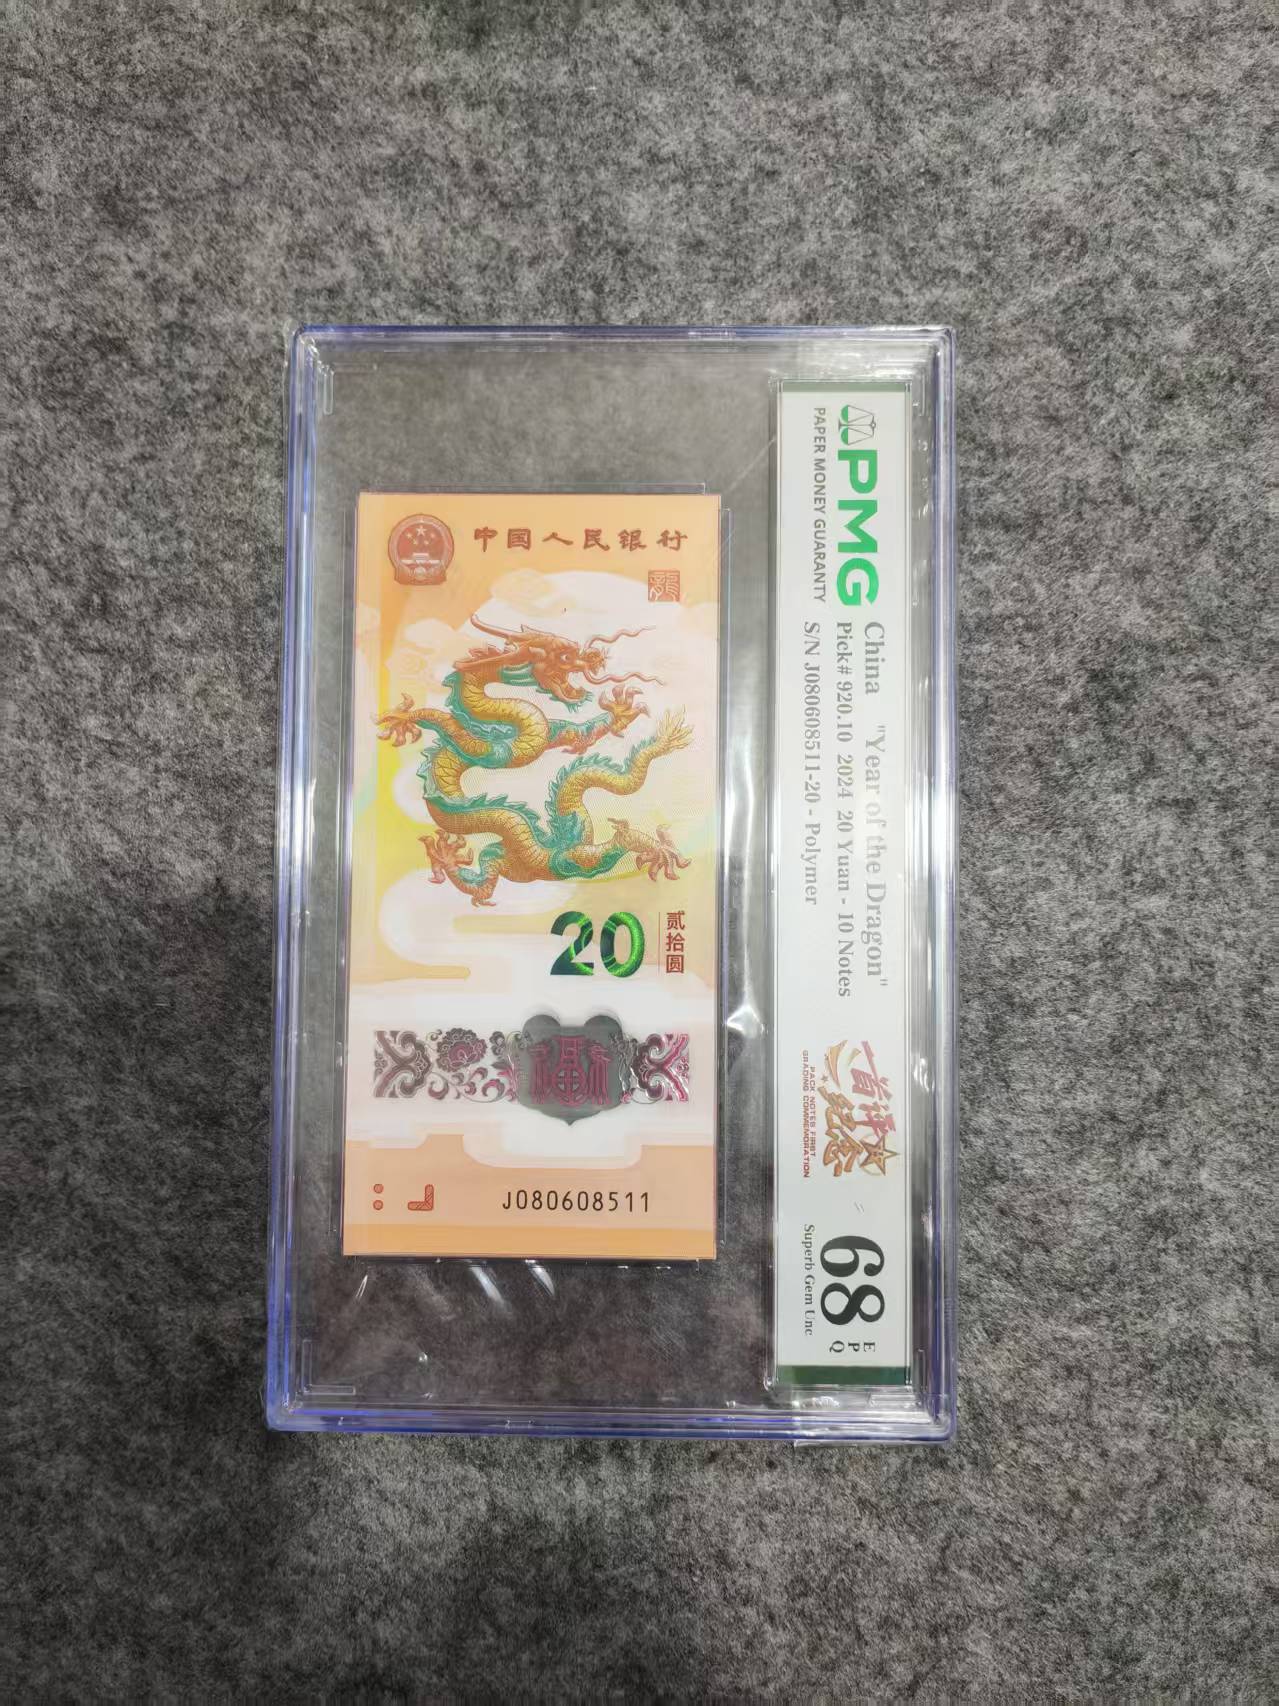 中国人民银行
龍
20
贰拾圆
福
J080608511
PMG
PAPER MONEY GUARANTY
China "Year of the Dragon"
Pick# 920.10 2024 20 Yuan - 10 Notes
S/N J080608511-20 - Polymer
首评
纪念
PACK NOTES FIRST
GRADING COMMEMORATION
68
EPQ
Superb Gem Unc